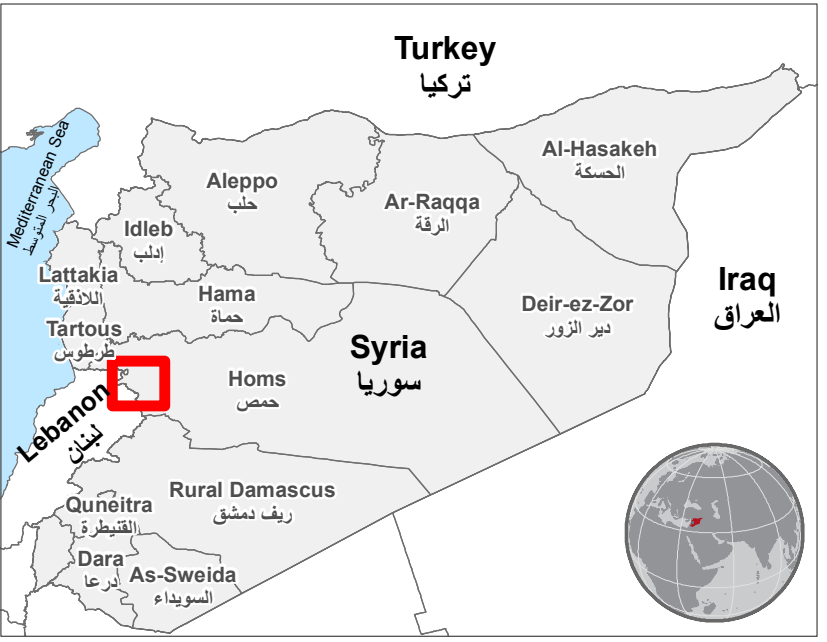 Turkey
تركيا
Mediterranean Sea
البحر المتوسط
Al-Hasakeh
الحسكة
Aleppo
حلب
Ar-Raqqa
الرقة
Idleb
إدلب
Lattakia
اللاذقية
Hama
حماة
Deir-ez-Zor
دير الزور
Iraq
العراق
Tartous
طرطوس
Syria
سوريا
Homs
حمص
Lebanon
لبنان
Rural Damascus
ريف دمشق
Quneitra
القنيطرة
Dara
درعا
As-Sweida
السويداء